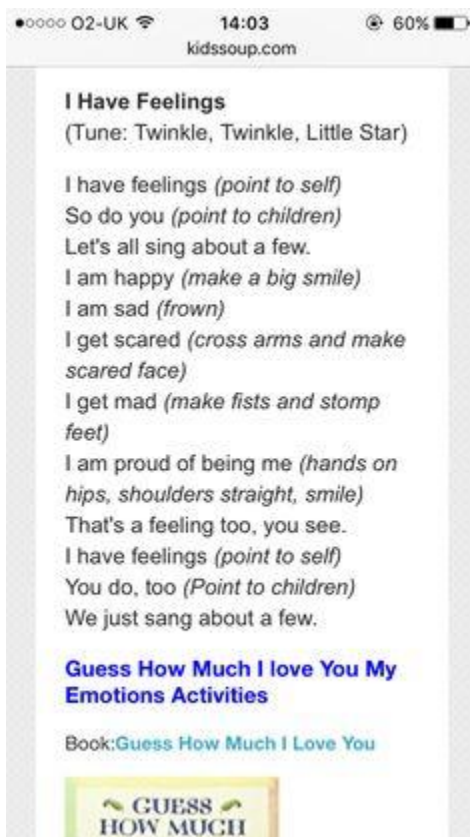 ●○○○○ O2-UK 14:03 60%
kidssoup.com
I Have Feelings
(Tune: Twinkle, Twinkle, Little Star)
I have feelings (point to self)
So do you (point to children)
Let's all sing about a few.
I am happy (make a big smile)
I am sad (frown)
I get scared (cross arms and make
scared face)
I get mad (make fists and stomp
feet)
I am proud of being me (hands on
hips, shoulders straight, smile)
That's a feeling too, you see.
I have feelings (point to self)
You do, too (Point to children)
We just sang about a few.
Guess How Much I love You My
Emotions Activities
Book:Guess How Much I Love You
GUESS
HOW MUCH